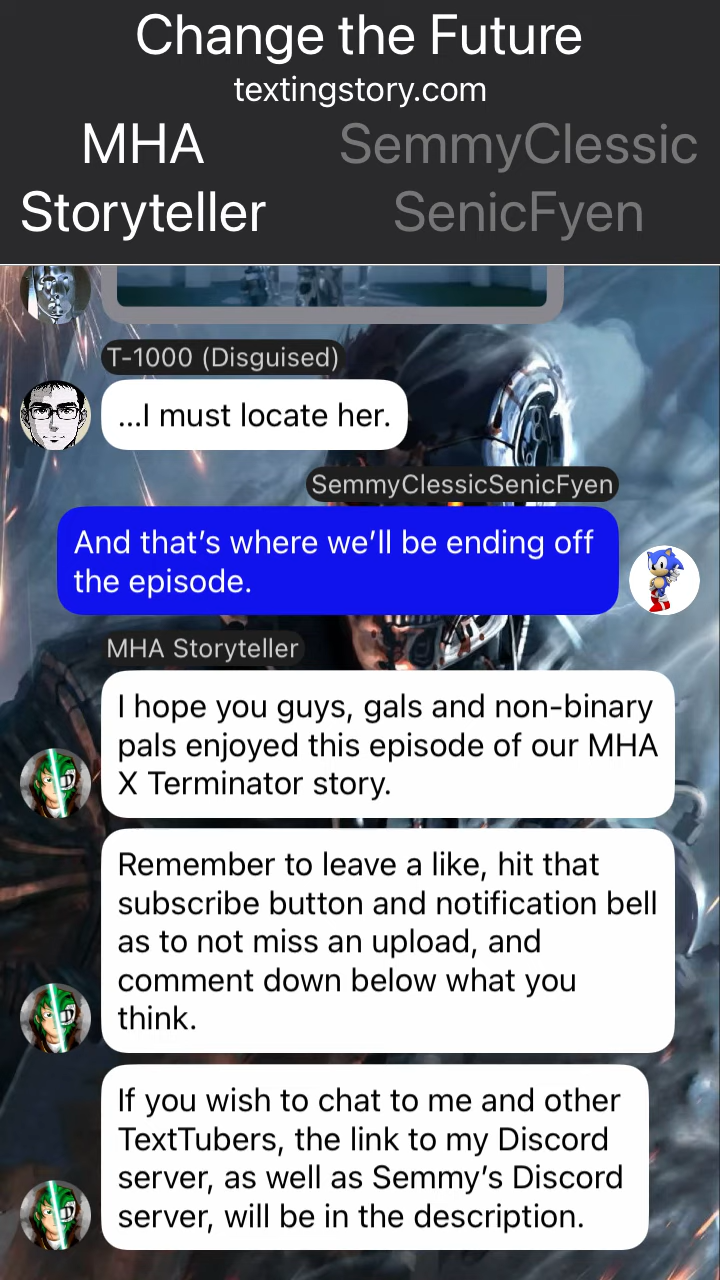 Change the Future
textingstory.com
MHA
Storyteller
SemmyClassic
SenicFyen
T-1000 (Disguised)
...I must locate her.
SemmyClassicSenicFyen
And that’s where we’ll be ending off
the episode.
MHA Storyteller
I hope you guys, gals and non-binary
pals enjoyed this episode of our MHA
X Terminator story.
Remember to leave a like, hit that
subscribe button and notification bell
as to not miss an upload, and
comment down below what you
think.
If you wish to chat to me and other
TextTubers, the link to my Discord
server, as well as Semmy’s Discord
server, will be in the description.